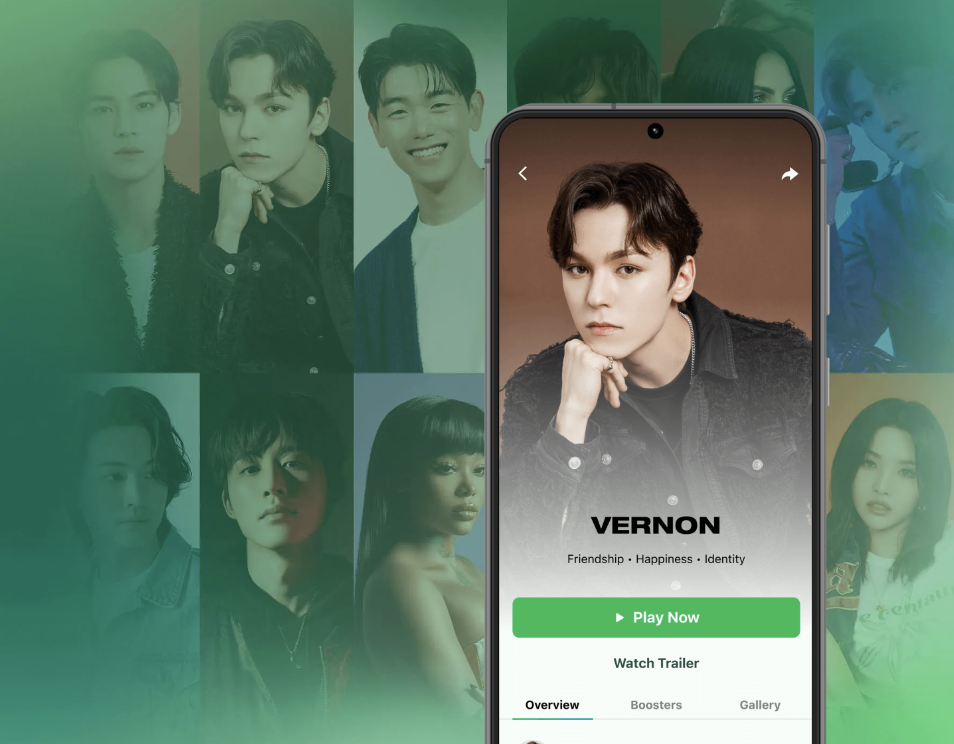 VERNON
Friendship • Happiness • Identity
Play Now
Watch Trailer
Overview Boosters Gallery